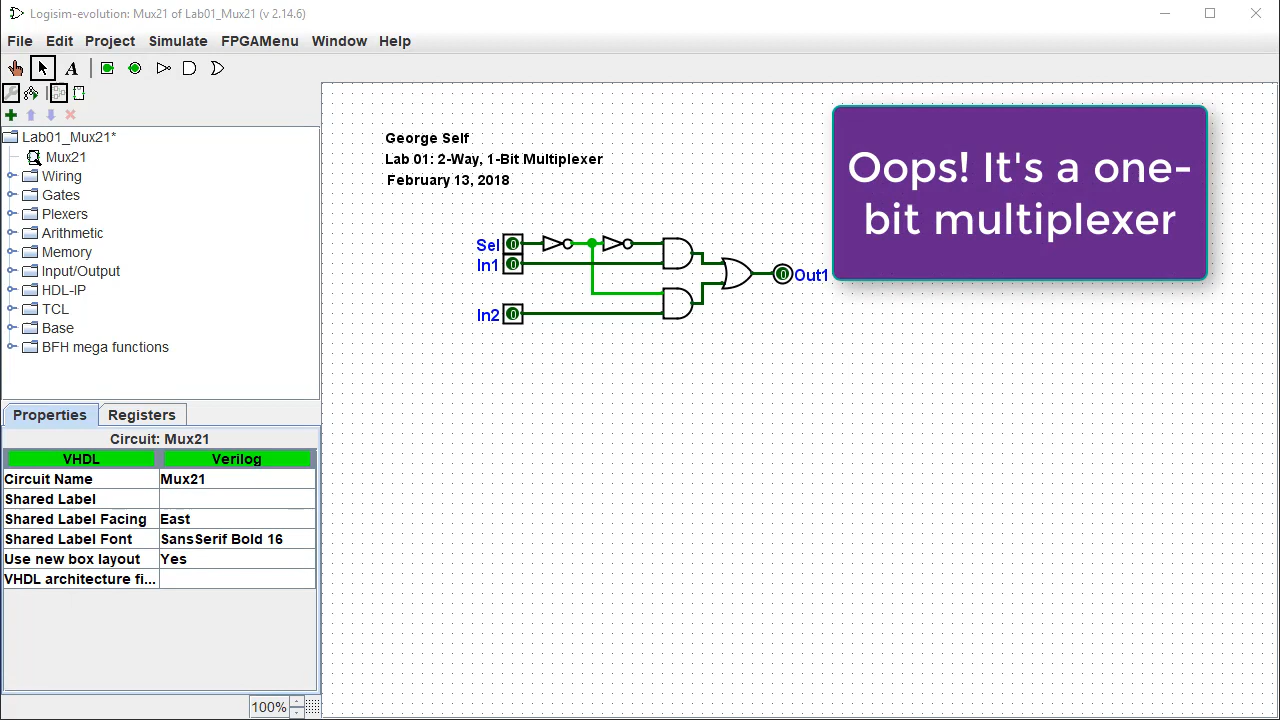 Logisim-evolution: Mux21 of Lab01_Mux21 (v 2.14.6)
File Edit Project Simulate FPGAMenu Window Help
A
Lab01_Mux21*
Mux21
Wiring
Gates
Plexers
Arithmetic
Memory
Input/Output
HDL-IP
TCL
Base
BFH mega functions
Properties Registers
Circuit: Mux21
VHDL Verilog
Circuit Name Mux21
Shared Label
Shared Label Facing East
Shared Label Font SansSerif Bold 16
Use new box layout Yes
VHDL architecture fi...
100%
George Self
Lab 01: 2-Way, 1-Bit Multiplexer
February 13, 2018
Sel 0
In1 0
In2 0
0 Out1
Oops! It's a one-
bit multiplexer